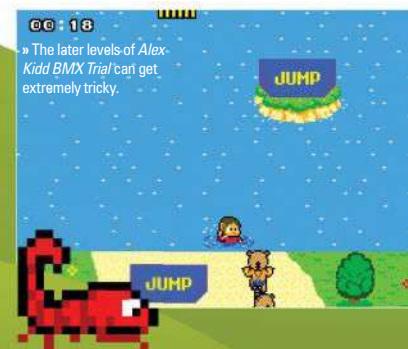 00:18
» The later levels of Alex
Kidd BMX Trial can get
extremely tricky.
JUMP
JUMP